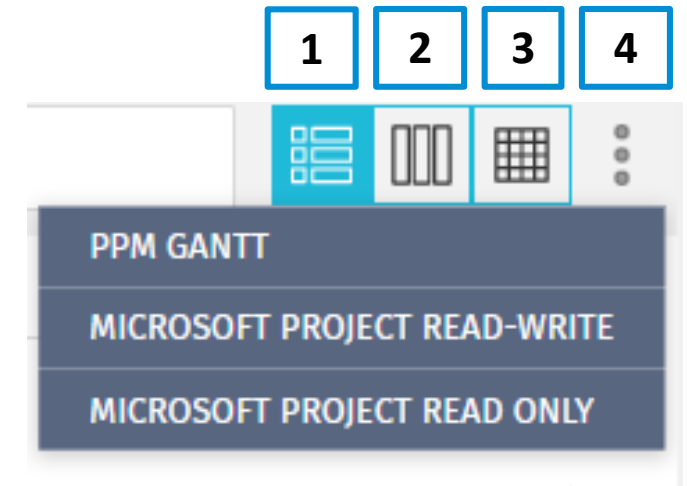 1 2 3 4
PPM GANTT
MICROSOFT PROJECT READ-WRITE
MICROSOFT PROJECT READ ONLY